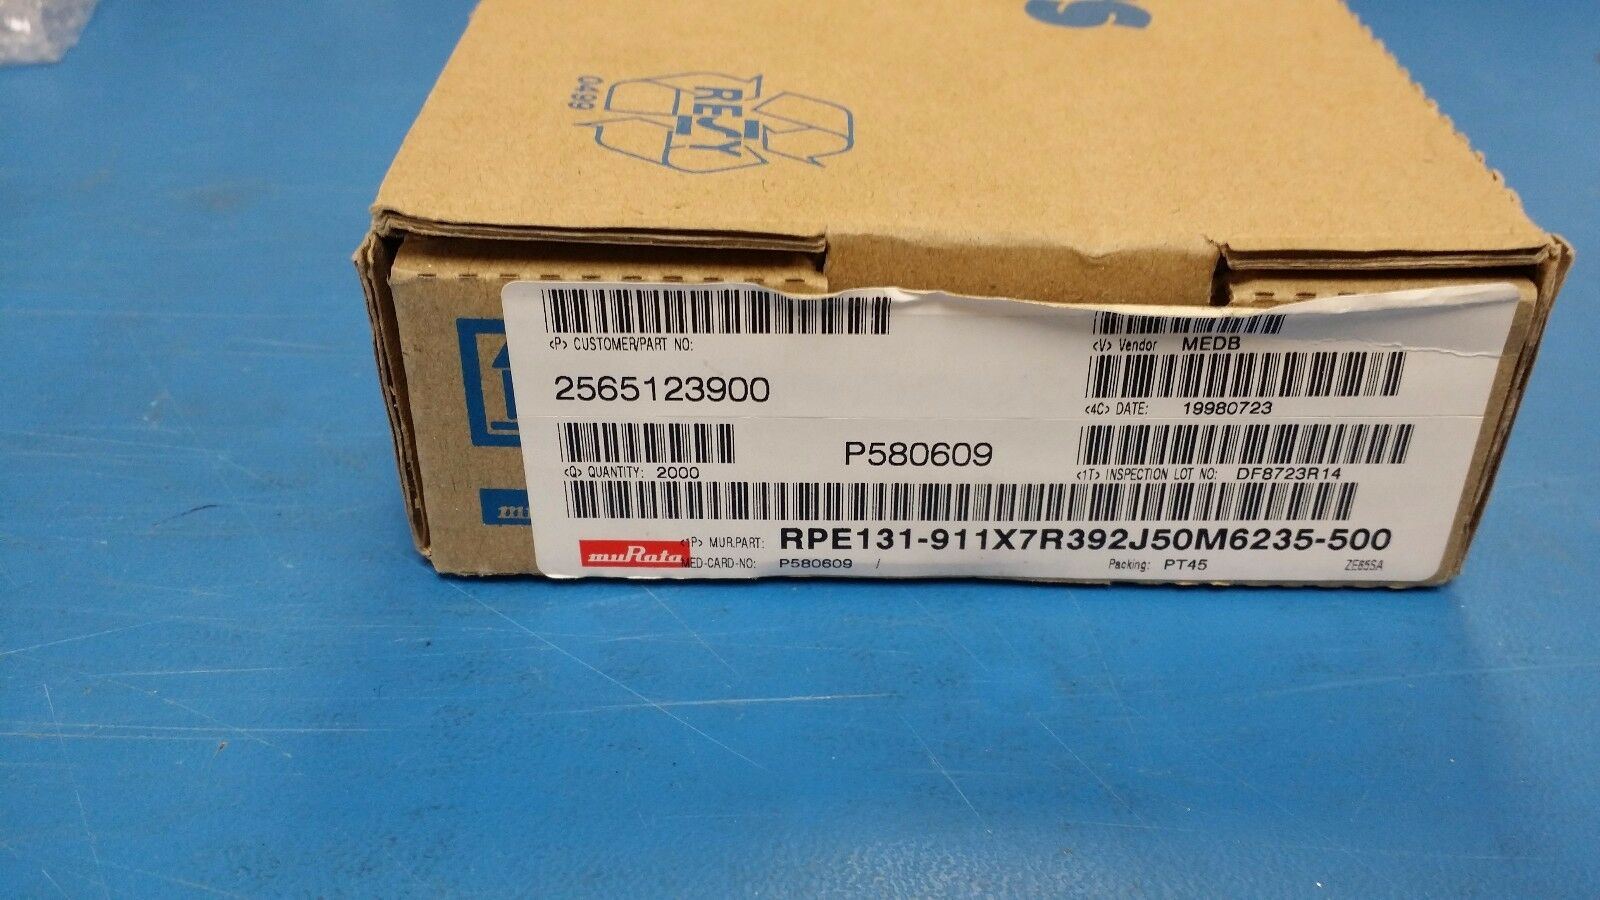 RESY
0499
<P> CUSTOMER/PART NO:
2565123900
<V> Vendor MEDB
<4C> DATE: 19980723
<Q> QUANTITY: 2000
P580609
<1T> INSPECTION LOT NO: DF8723R14
muRata
<1P> MUR.PART: RPE131-911X7R392J50M6235-500
MED-CARD-NO: P580609 /
Packing: PT45
ZE65SA